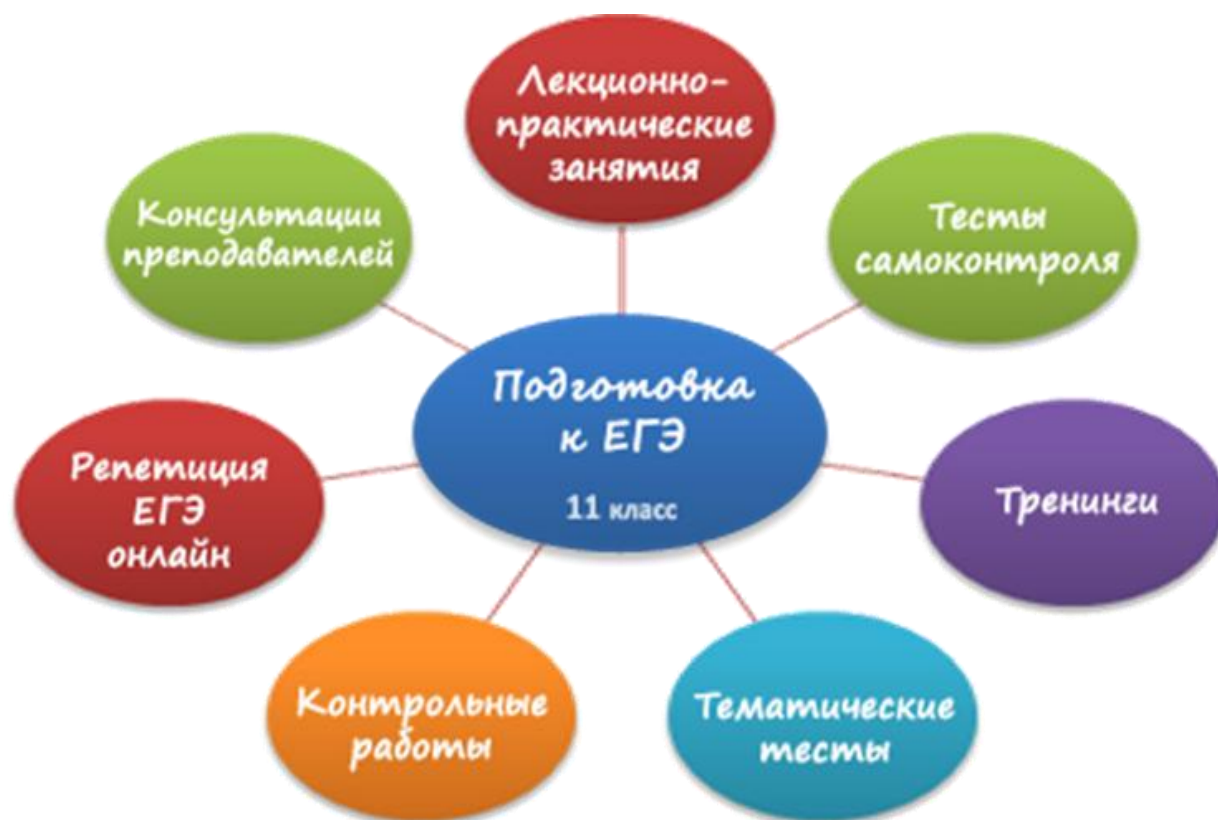 Лекционно-
практические
занятия
Консультации
преподавателей
Тесты
самоконтроля
Подготовка
к ЕГЭ
11 класс
Репетиция
ЕГЭ
онлайн
Тренинги
Контрольные
работы
Тематические
тесты